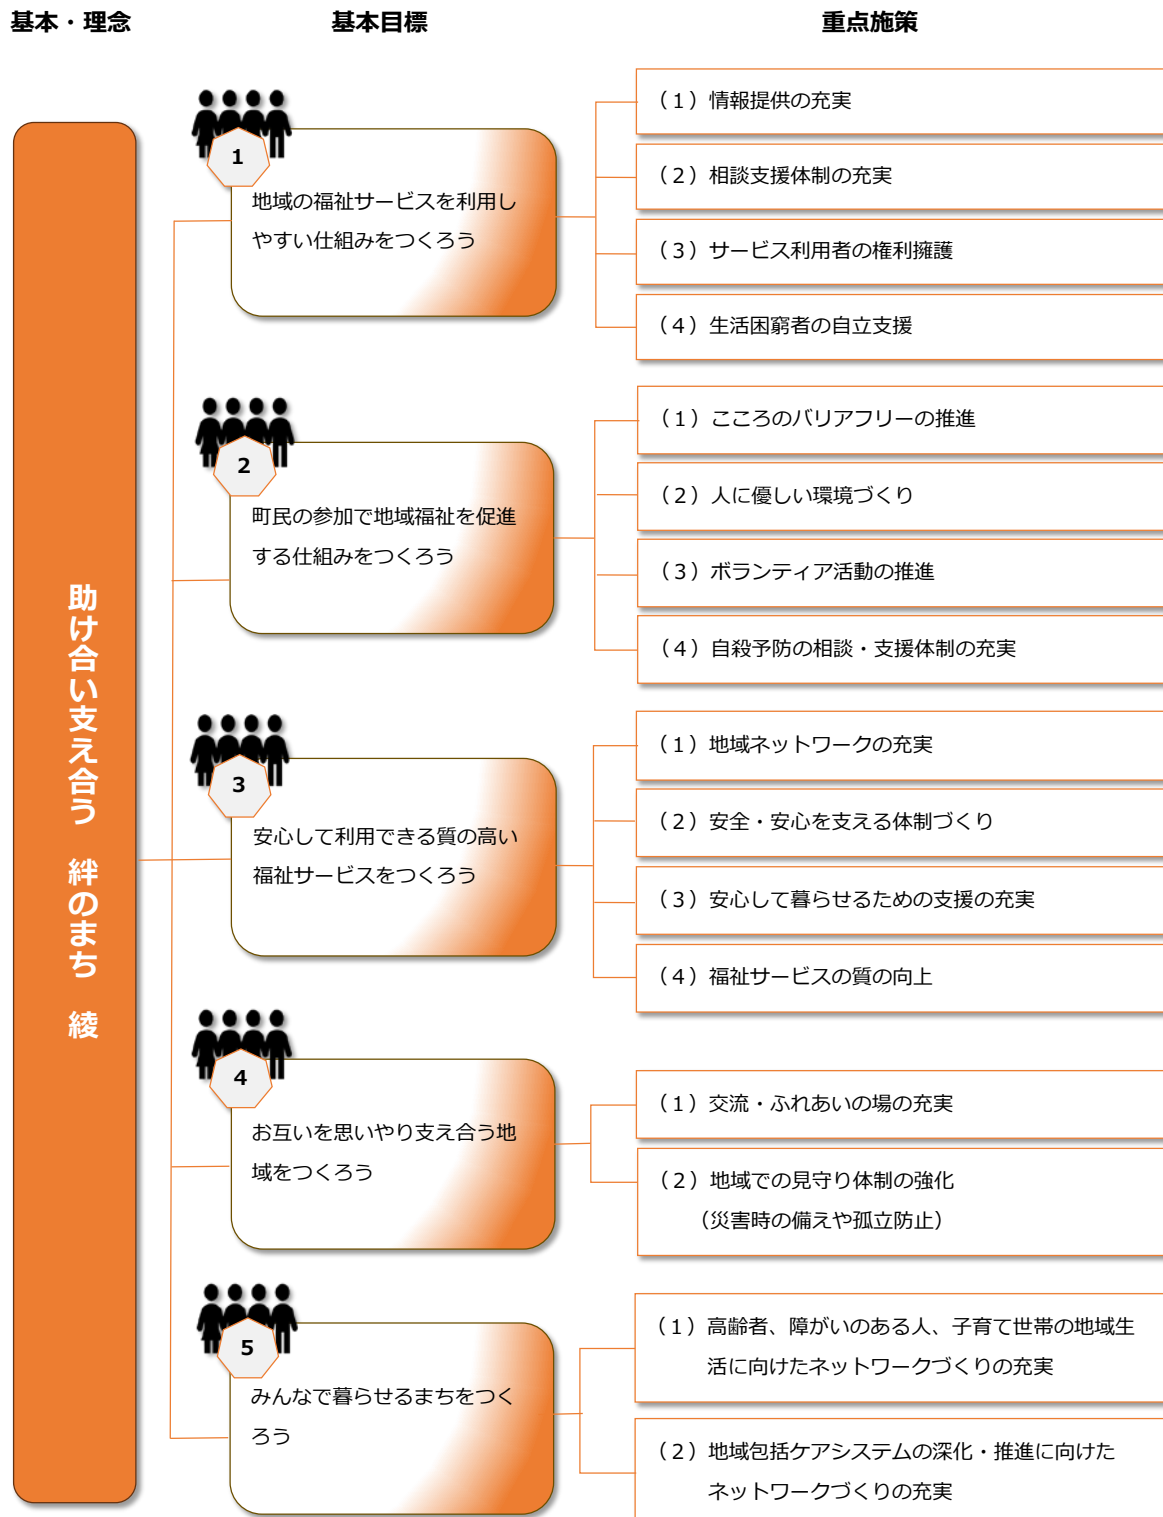 基本・理念
基本目標
重点施策
助け合い支え合う　絆のまち　綾
1
地域の福祉サービスを利用し
やすい仕組みをつくろう
（1）情報提供の充実
（2）相談支援体制の充実
（3）サービス利用者の権利擁護
（4）生活困窮者の自立支援
2
町民の参加で地域福祉を促進
する仕組みをつくろう
（1）こころのバリアフリーの推進
（2）人に優しい環境づくり
（3）ボランティア活動の推進
（4）自殺予防の相談・支援体制の充実
3
安心して利用できる質の高い
福祉サービスをつくろう
（1）地域ネットワークの充実
（2）安全・安心を支える体制づくり
（3）安心して暮らせるための支援の充実
（4）福祉サービスの質の向上
4
お互いを思いやり支え合う地
域をつくろう
（1）交流・ふれあいの場の充実
（2）地域での見守り体制の強化
（災害時の備えや孤立防止）
5
みんなで暮らせるまちをつく
ろう
（1）高齢者、障がいのある人、子育て世帯の地域生
活に向けたネットワークづくりの充実
（2）地域包括ケアシステムの深化・推進に向けた
ネットワークづくりの充実